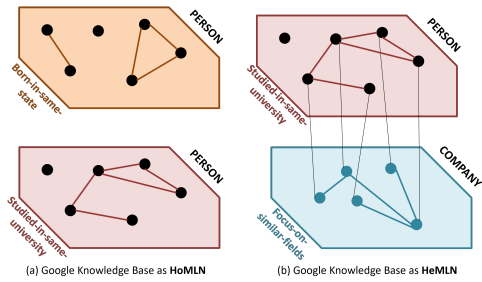 PERSON
Born-in-same-
state
PERSON
Studied-in-same-
university
(a) Google Knowledge Base as HoMLN
PERSON
Studied-in-same-
university
COMPANY
Focus-on-
similar-fields
(b) Google Knowledge Base as HeMLN